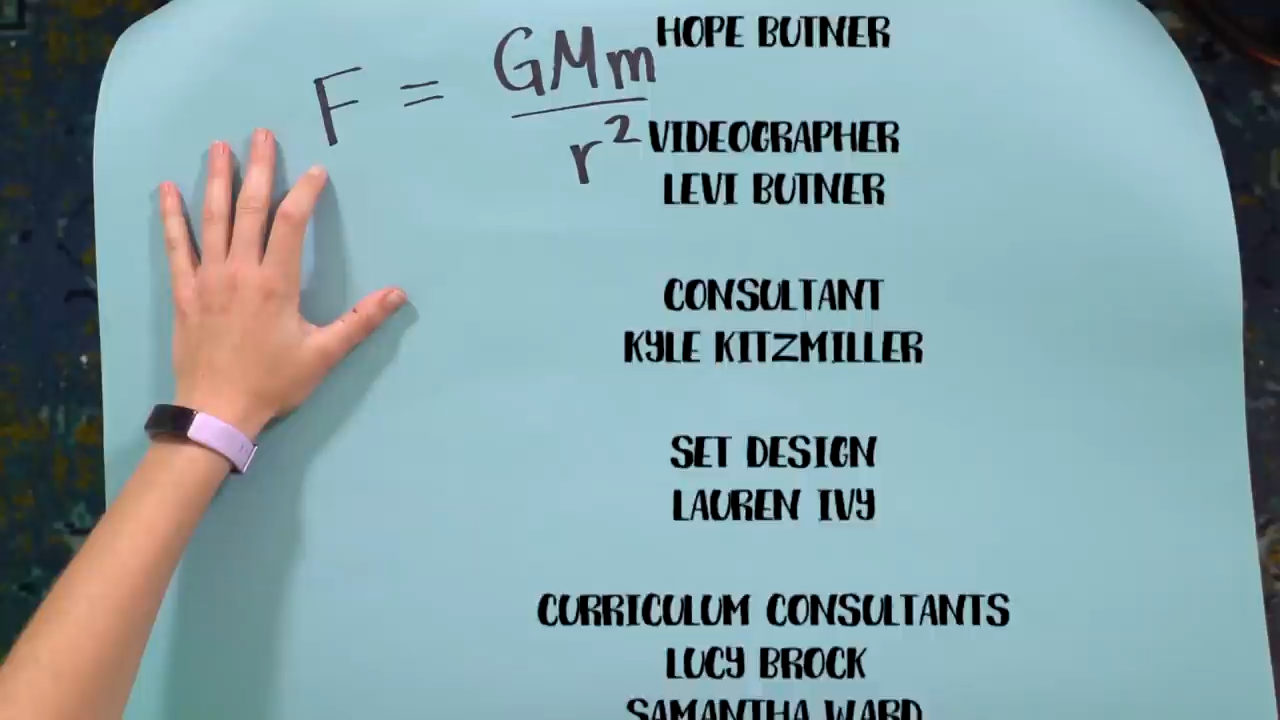 F = GMm / r²
HOPE BUTNER
VIDEOGRAPHER
LEVI BUTNER
CONSULTANT
KYLE KITZMILLER
SET DESIGN
LAUREN IVY
CURRICULUM CONSULTANTS
LUCY BROCK
SAMANTHA WARD